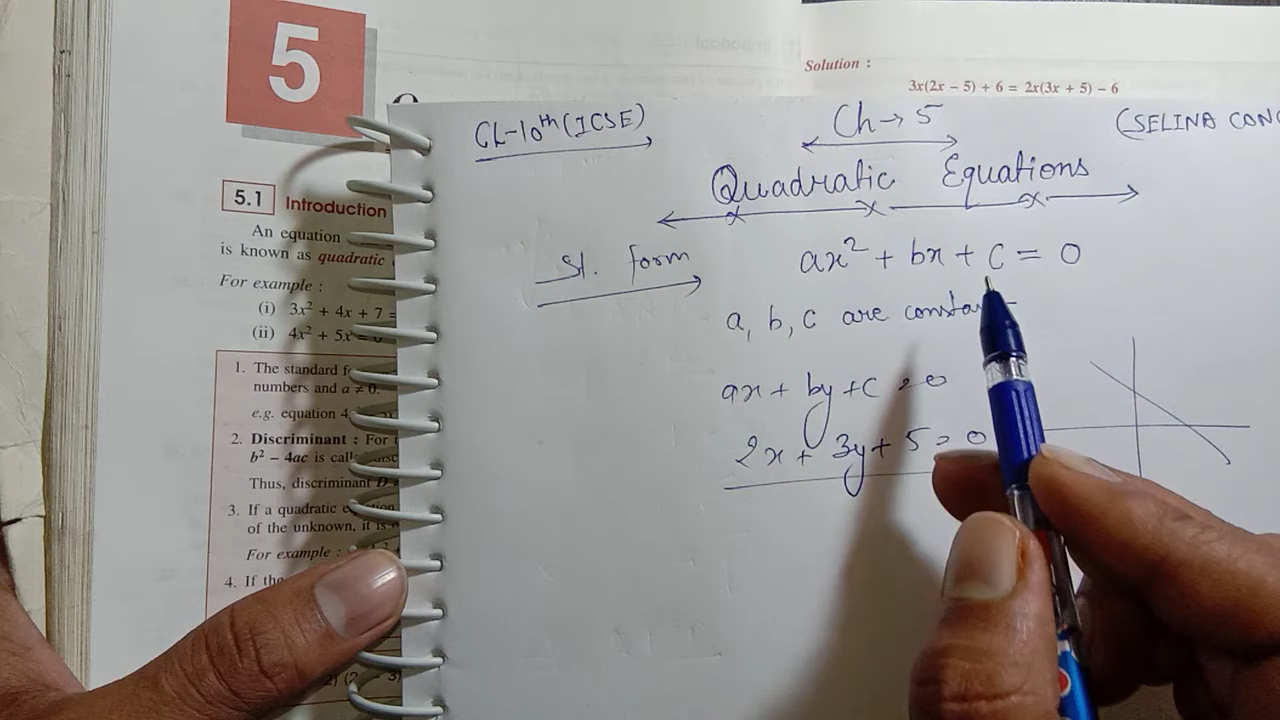 5
5.1 Introduction
An equation
is known as quadratic
For example :
(i) 3x² + 4x + 7 =
(ii) 4x² + 5x = 0
1. The standard
numbers and a ≠ 0.
e.g. equation 4
2. Discriminant : For
b² – 4ac is
Thus, discriminant D
3. If a quadratic
of the unknown, it is
For example :
4. If the
Solution :
3x(2x – 5) + 6 = 2x(3x + 5) – 6
CL-10th (ICSE)
Ch → 5
(SELINA CONC
Quadratic Equations
St. form
ax² + bx + c = 0
a, b, c are
ax + by + c = 0
2x + 3y + 5 = 0